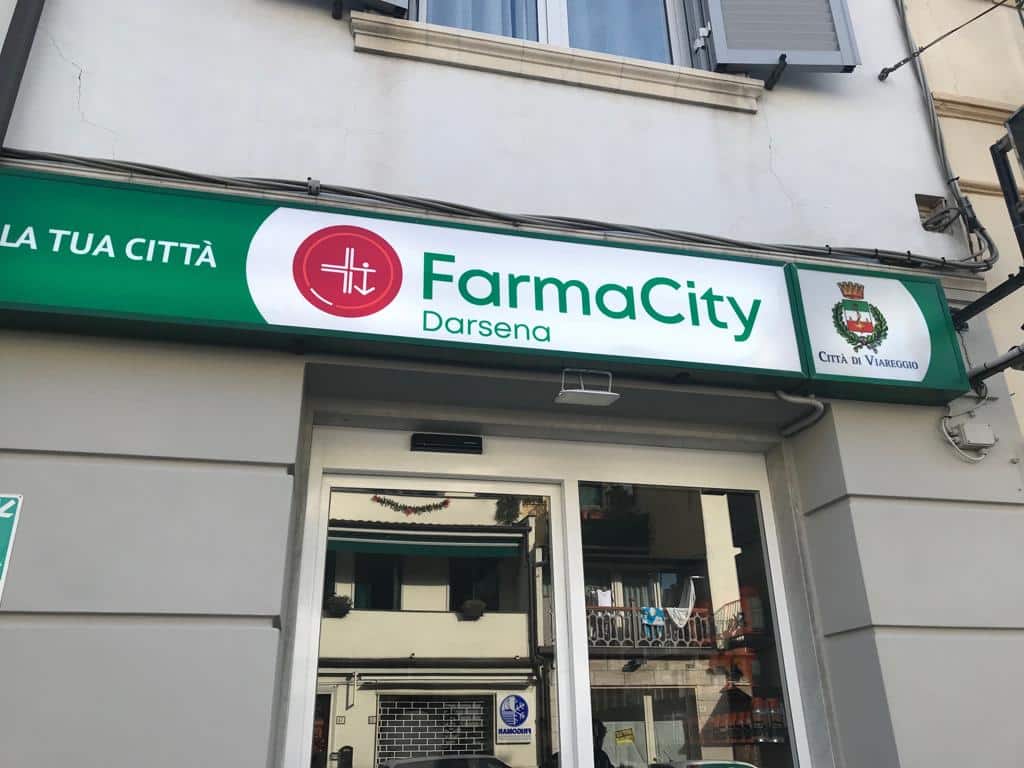 LA TUA CITTÀ
FarmaCity
Darsena
CITTÀ DI VIAREGGIO